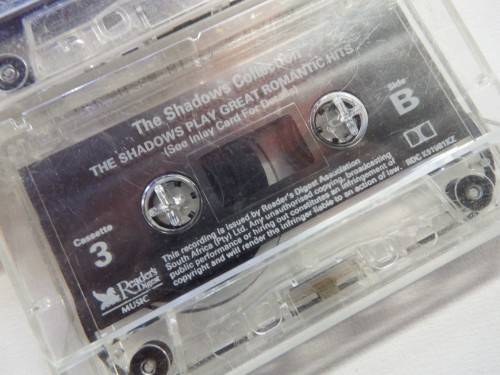 The Shadows Collection
THE SHADOWS PLAY GREAT ROMANTIC HITS
(See Inlay Card For Details)
Side
B
Cassette
3
This recording is issued by Reader's Digest Association
South Africa (Pty) Ltd. Any unauthorised copying, broadcasting
public performance or hiring out constitutes an infringement of
copyright and will render the infringer liable to an action of law.
Reader's
Digest
MUSIC